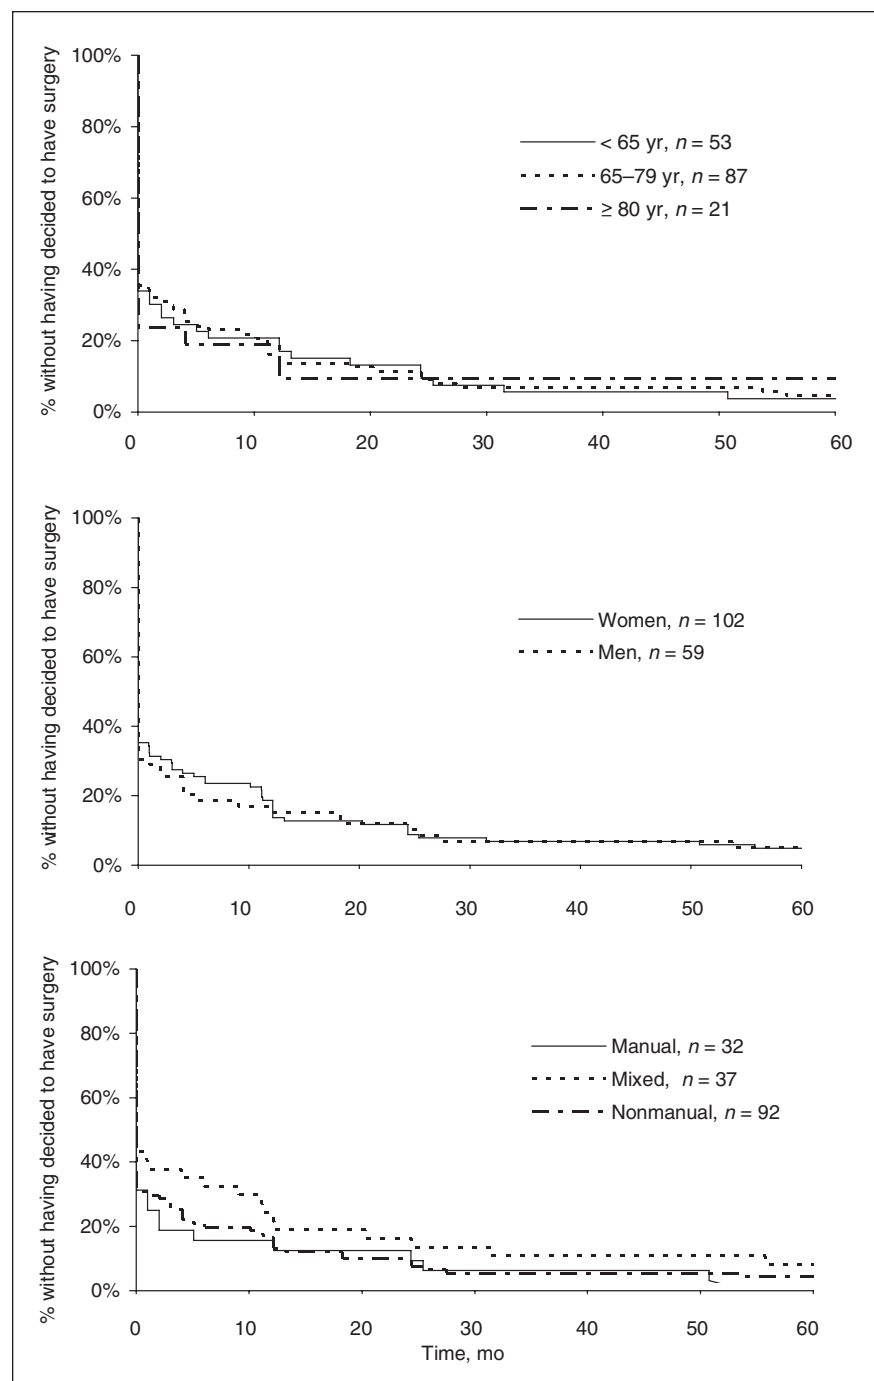 % without having decided to have surgery
100%
80%
60%
40%
20%
0%
< 65 yr, n = 53
65–79 yr, n = 87
≥ 80 yr, n = 21
0 10 20 30 40 50 60
% without having decided to have surgery
100%
80%
60%
40%
20%
0%
Women, n = 102
Men, n = 59
0 10 20 30 40 50 60
% without having decided to have surgery
100%
80%
60%
40%
20%
0%
Manual, n = 32
Mixed, n = 37
Nonmanual, n = 92
0 10 20 30 40 50 60
Time, mo